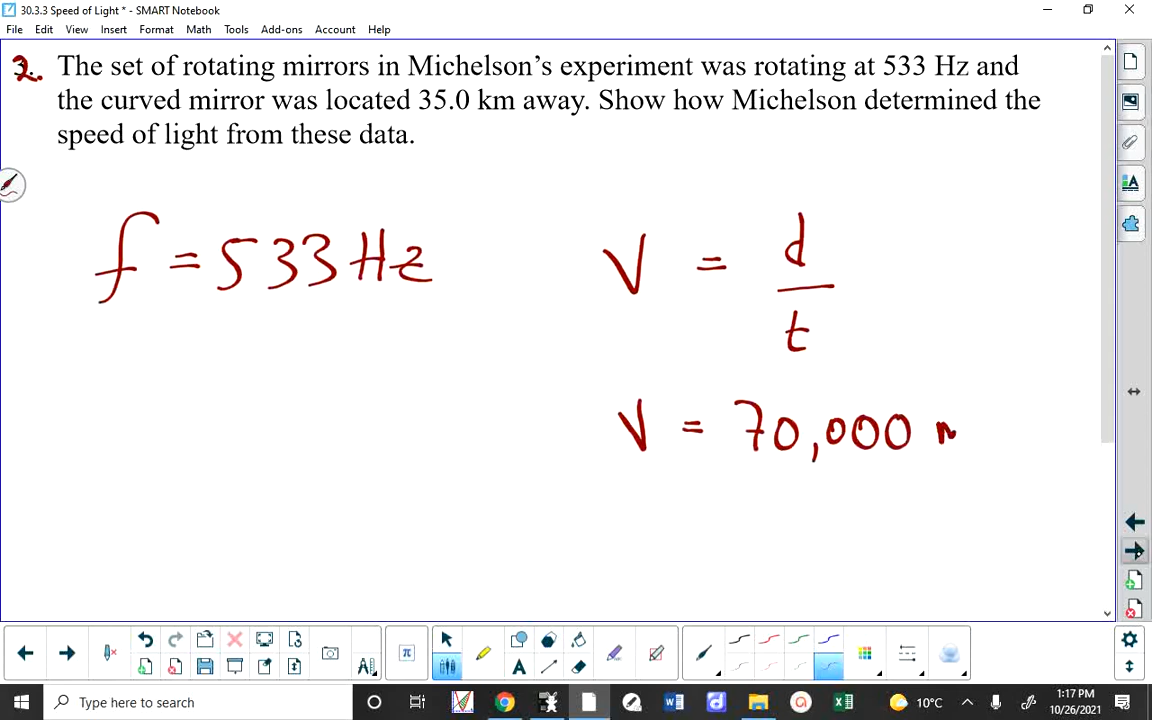 30.3.3 Speed of Light * - SMART Notebook
File Edit View Insert Format Math Tools Add-ons Account Help
2. The set of rotating mirrors in Michelson's experiment was rotating at 533 Hz and
the curved mirror was located 35.0 km away. Show how Michelson determined the
speed of light from these data.
f = 533 Hz
V = d
t
V = 70,000
π
A
Type here to search
10°C
1:17 PM
10/26/2021